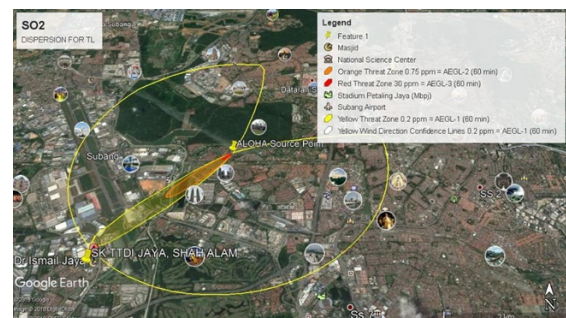 SO2
DISPERSION FOR TL
Legend
Feature 1
Masjid
National Science Center
Orange Threat Zone 0.75 ppm = AEGL-2 (60 min)
Red Threat Zone 30 ppm = AEGL-3 (60 min)
Stadium Petaling Jaya (Mbpj)
Subang Airport
Yellow Threat Zone 0.2 ppm = AEGL-1 (60 min)
Yellow Wind Direction Confidence Lines 0.2 ppm = AEGL-1 (60 min)
ALOHA Source Point
Subang
SS 2
SK TTDI JAYA, SHAH ALAM
Dr Ismail Jaya
Google Earth
N